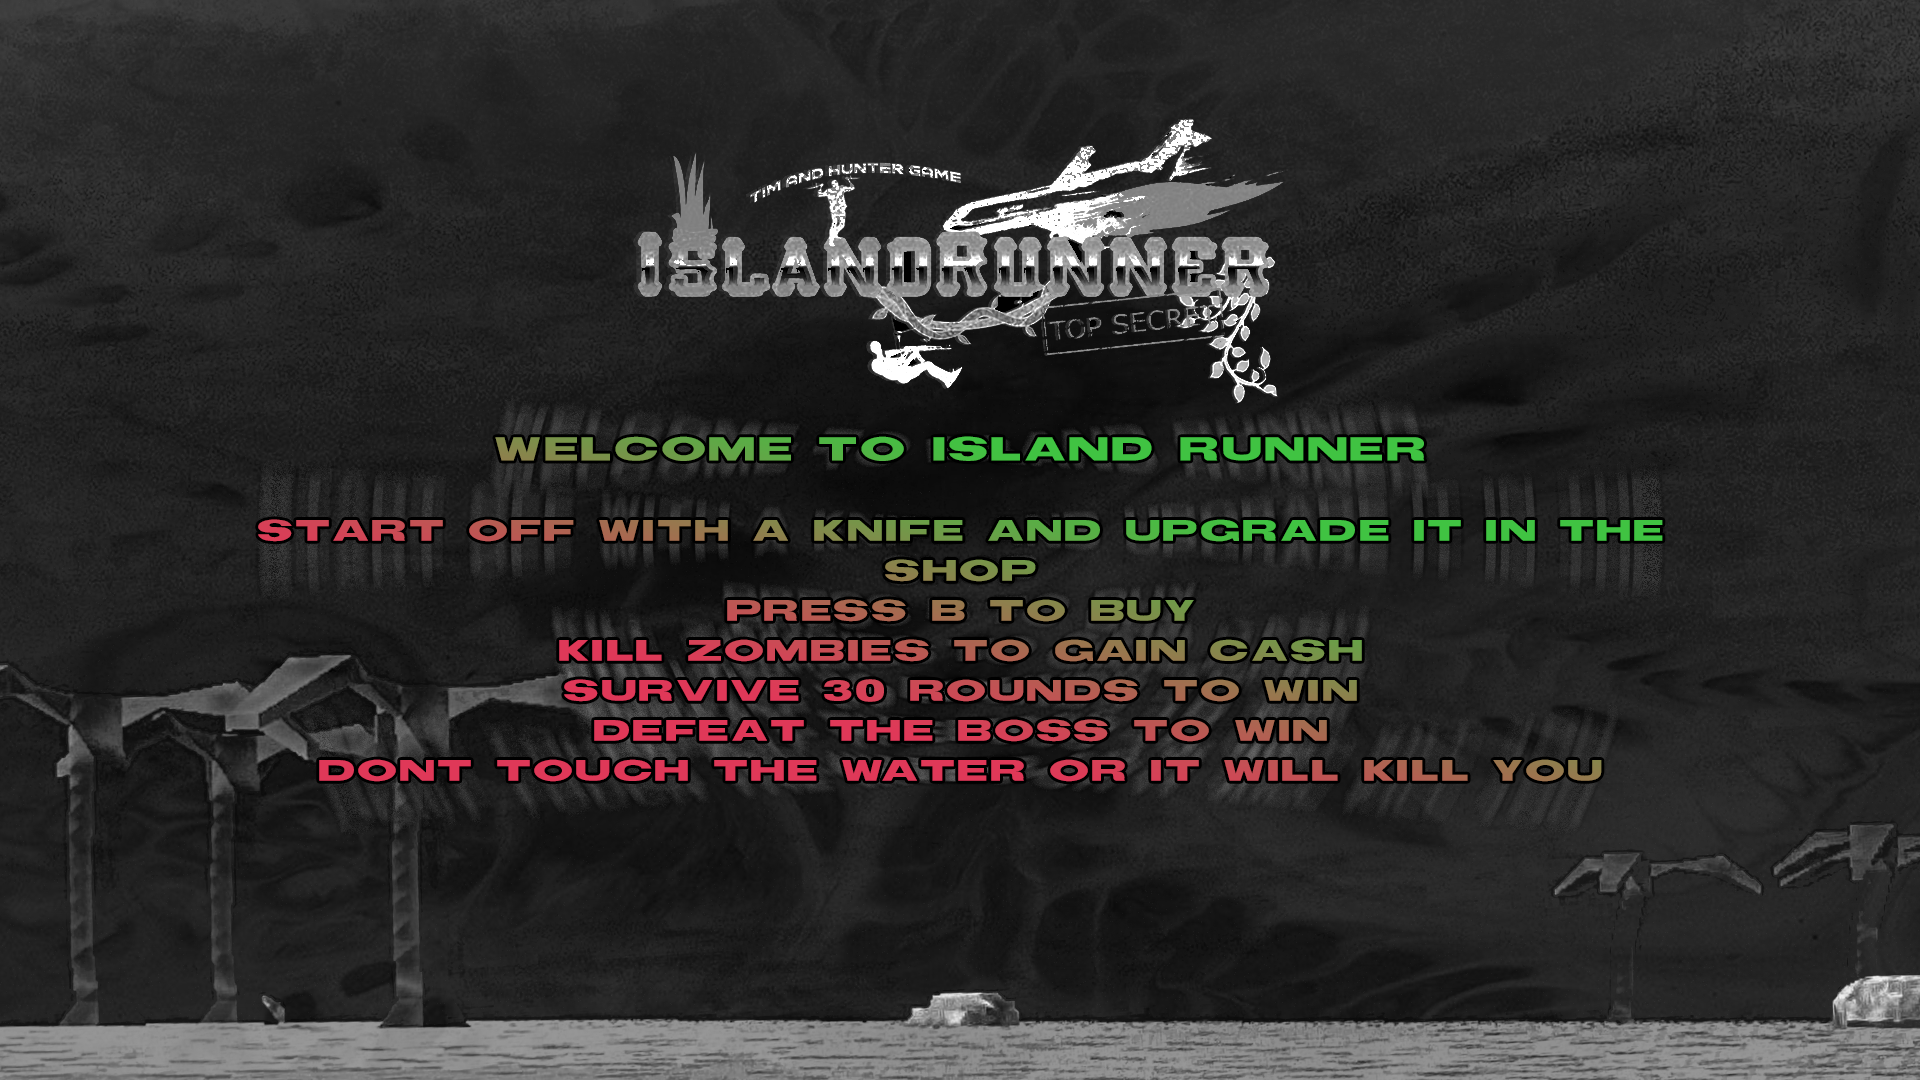 TIM AND HUNTER GAME
ISLANDRUNNER
TOP SECRET
WELCOME TO ISLAND RUNNER
START OFF WITH A KNIFE AND UPGRADE IT IN THE
SHOP
PRESS B TO BUY
KILL ZOMBIES TO GAIN CASH
SURVIVE 30 ROUNDS TO WIN
DEFEAT THE BOSS TO WIN
DONT TOUCH THE WATER OR IT WILL KILL YOU